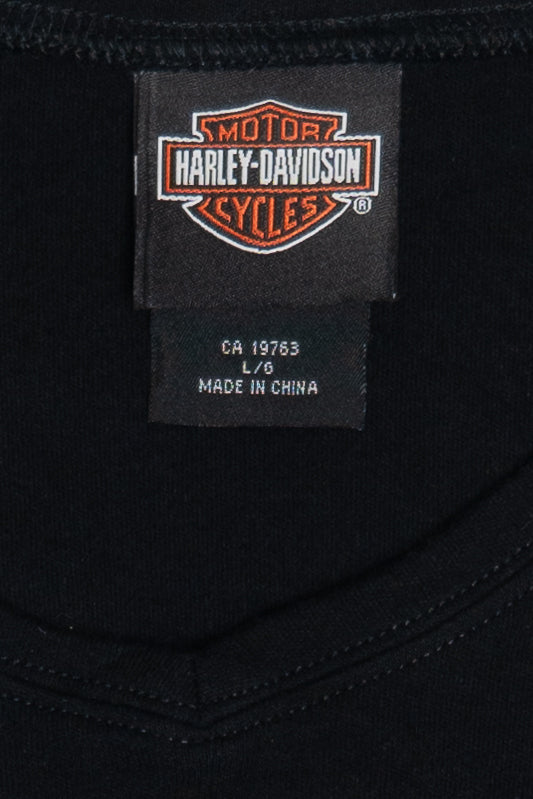 MOTOR
HARLEY-DAVIDSON
CYCLES
®
CA 19763
L/G
MADE IN CHINA